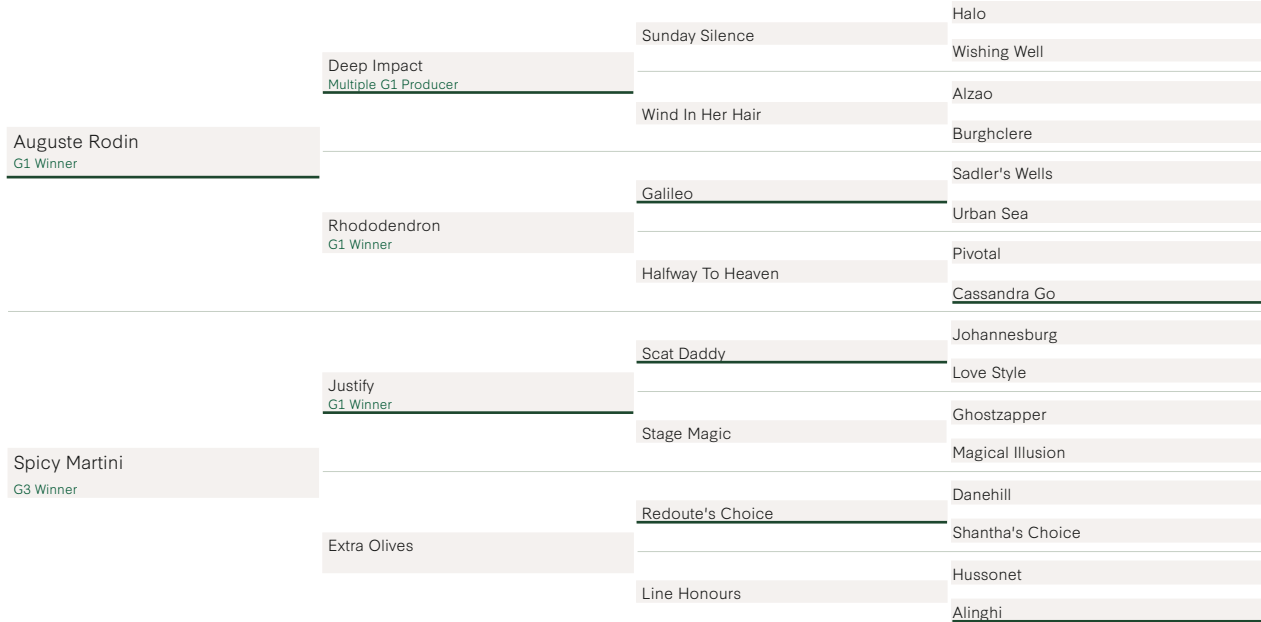 Auguste Rodin
G1 Winner
Spicy Martini
G3 Winner
Deep Impact
Multiple G1 Producer
Rhododendron
G1 Winner
Justify
G1 Winner
Extra Olives
Sunday Silence
Wind In Her Hair
Galileo
Halfway To Heaven
Scat Daddy
Stage Magic
Redoute's Choice
Line Honours
Halo
Wishing Well
Alzao
Burghclere
Sadler's Wells
Urban Sea
Pivotal
Cassandra Go
Johannesburg
Love Style
Ghostzapper
Magical Illusion
Danehill
Shantha's Choice
Hussonet
Alinghi